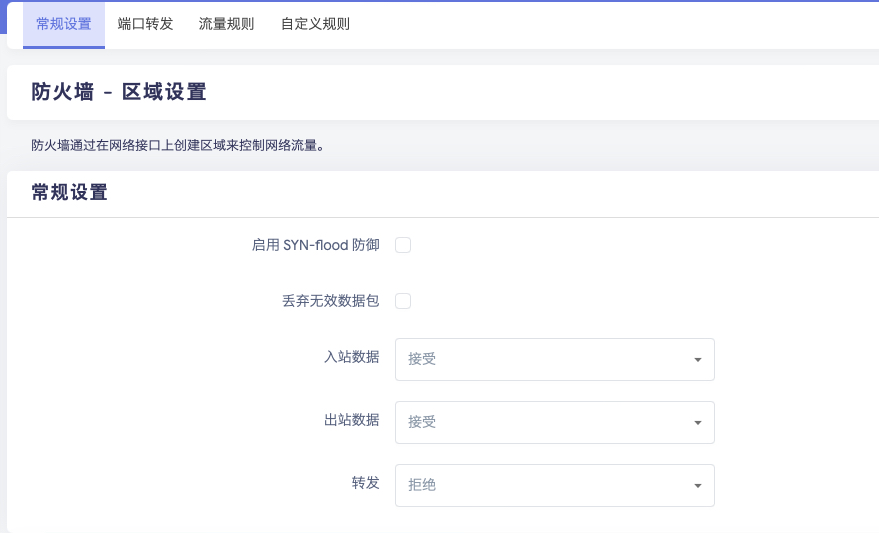 常规设置 端口转发 流量规则 自定义规则
防火墙 - 区域设置
防火墙通过在网络接口上创建区域来控制网络流量。
常规设置
启用 SYN-flood 防御
丢弃无效数据包
入站数据 接受
出站数据 接受
转发 拒绝